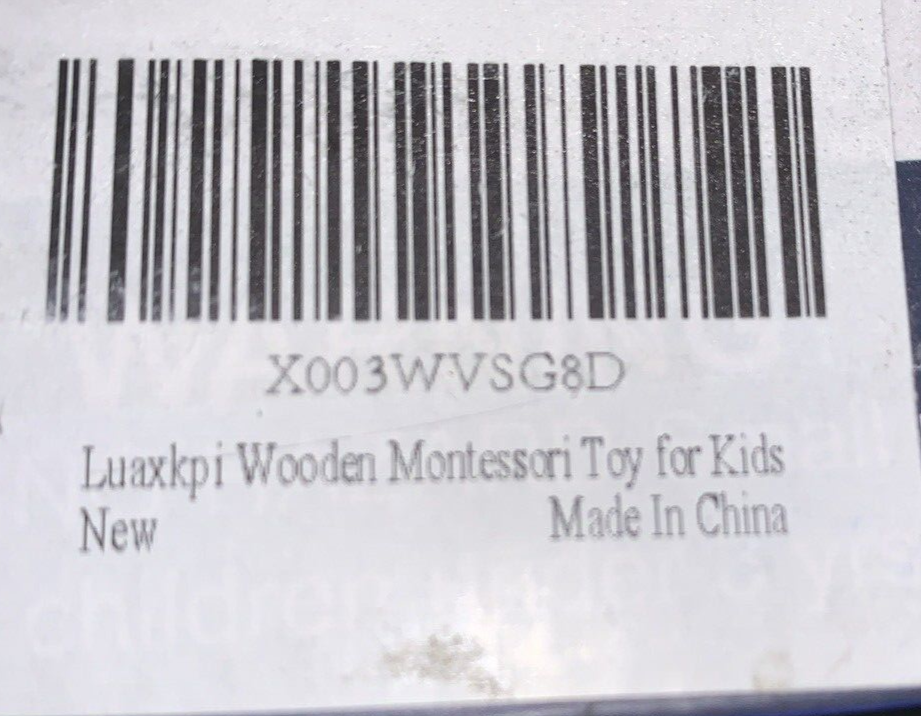 X003WVSG8D
Luaxkpi Wooden Montessori Toy for Kids
New
Made In China